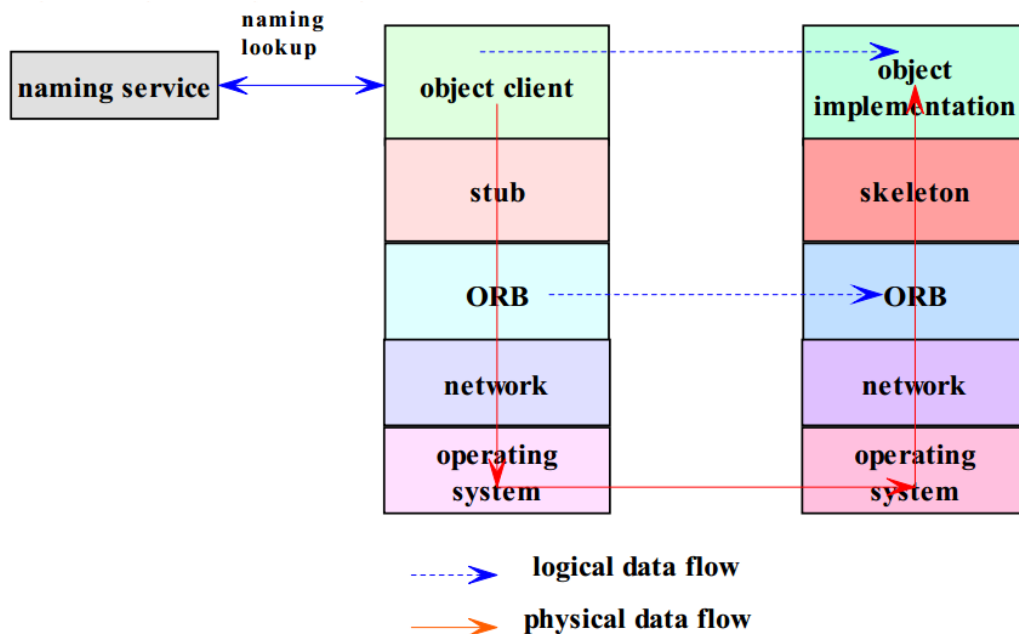 naming
lookup
naming service
object client
object
implementation
stub
skeleton
ORB
ORB
network
network
operating
system
operating
system
logical data flow
physical data flow